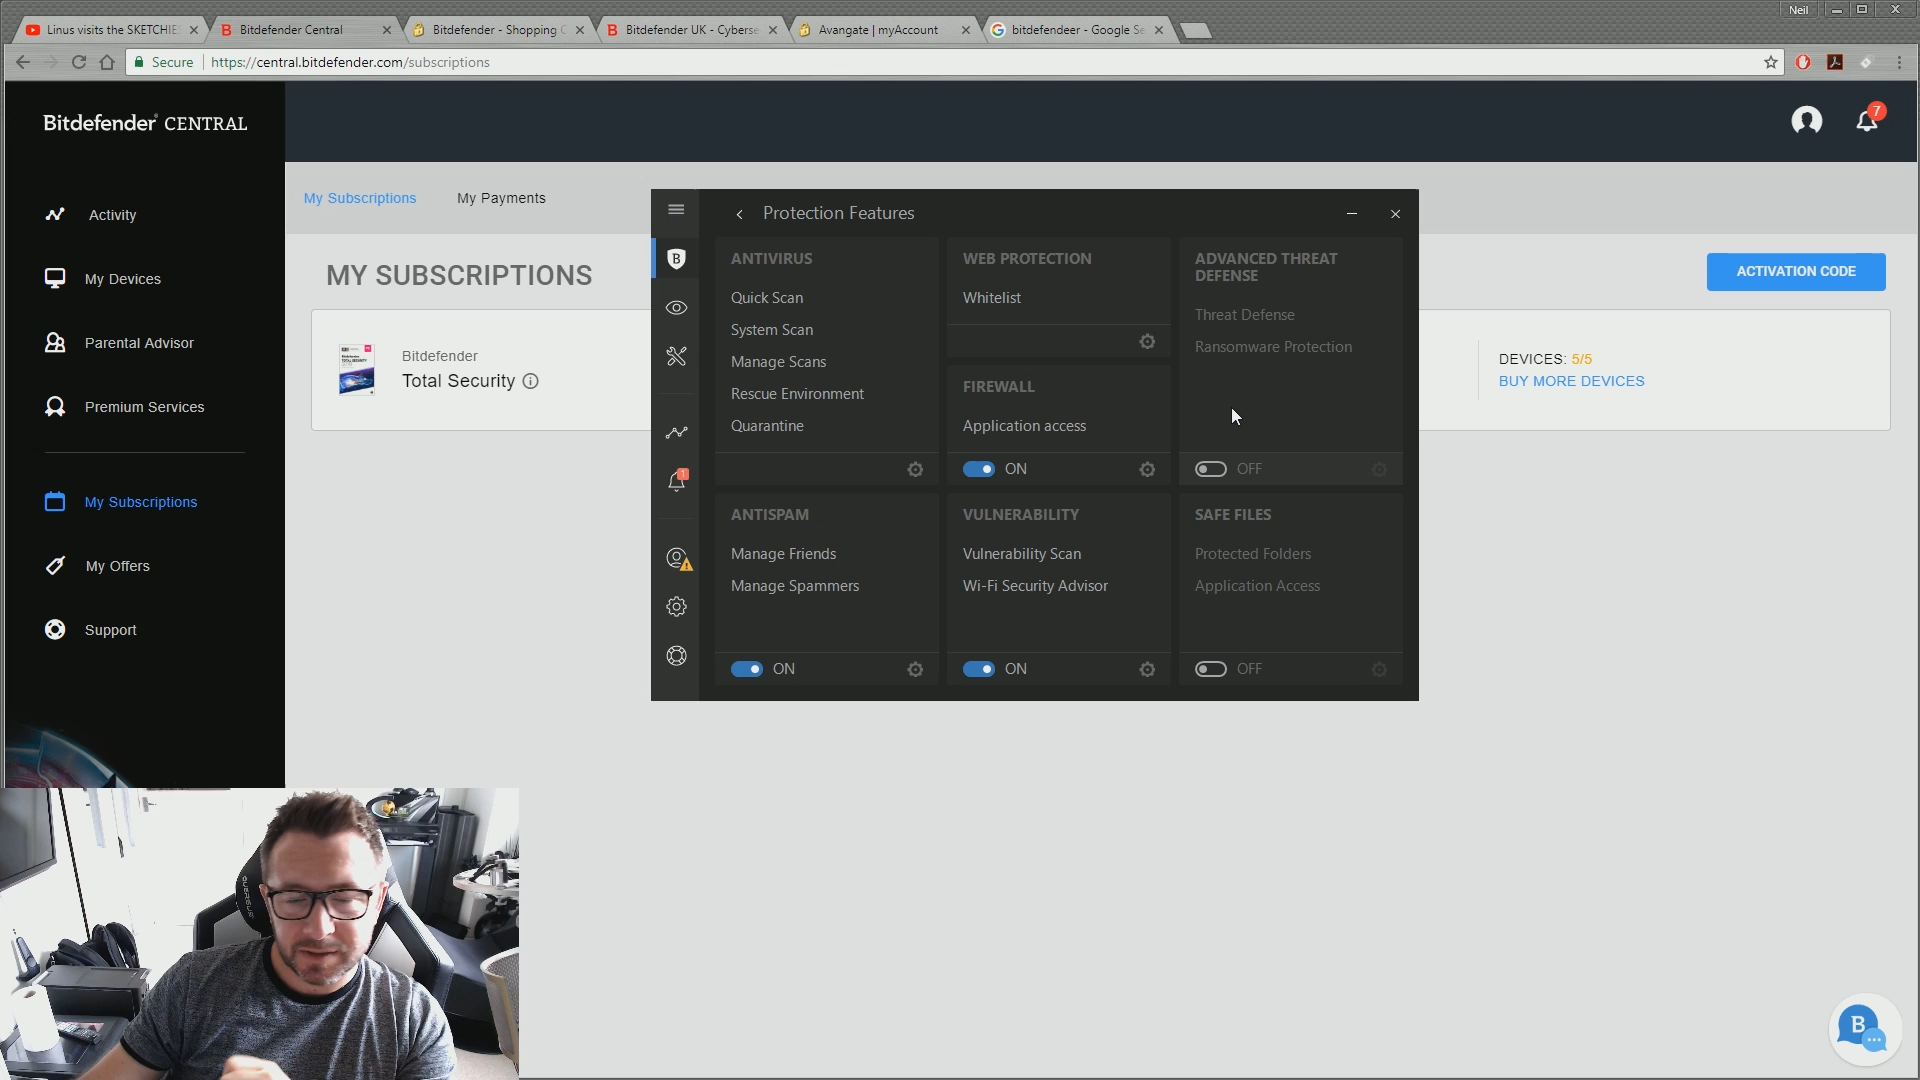 Neil
Linus visits the SKETCHIE
Bitdefender Central
Bitdefender - Shopping C
Bitdefender UK - Cyberse
Avangate | myAccount
bitdefendeer - Google Se
Secure
https://central.bitdefender.com/subscriptions
Bitdefender CENTRAL
7
Activity
My Devices
Parental Advisor
Premium Services
My Subscriptions
My Offers
Support
My Subscriptions
My Payments
MY SUBSCRIPTIONS
ACTIVATION CODE
Bitdefender
Total Security
DEVICES: 5/5
BUY MORE DEVICES
Protection Features
B
1
ANTIVIRUS
Quick Scan
System Scan
Manage Scans
Rescue Environment
Quarantine
WEB PROTECTION
Whitelist
FIREWALL
Application access
ON
ADVANCED THREAT
DEFENSE
Threat Defense
Ransomware Protection
OFF
ANTISPAM
Manage Friends
Manage Spammers
ON
VULNERABILITY
Vulnerability Scan
Wi-Fi Security Advisor
ON
SAFE FILES
Protected Folders
Application Access
OFF
B